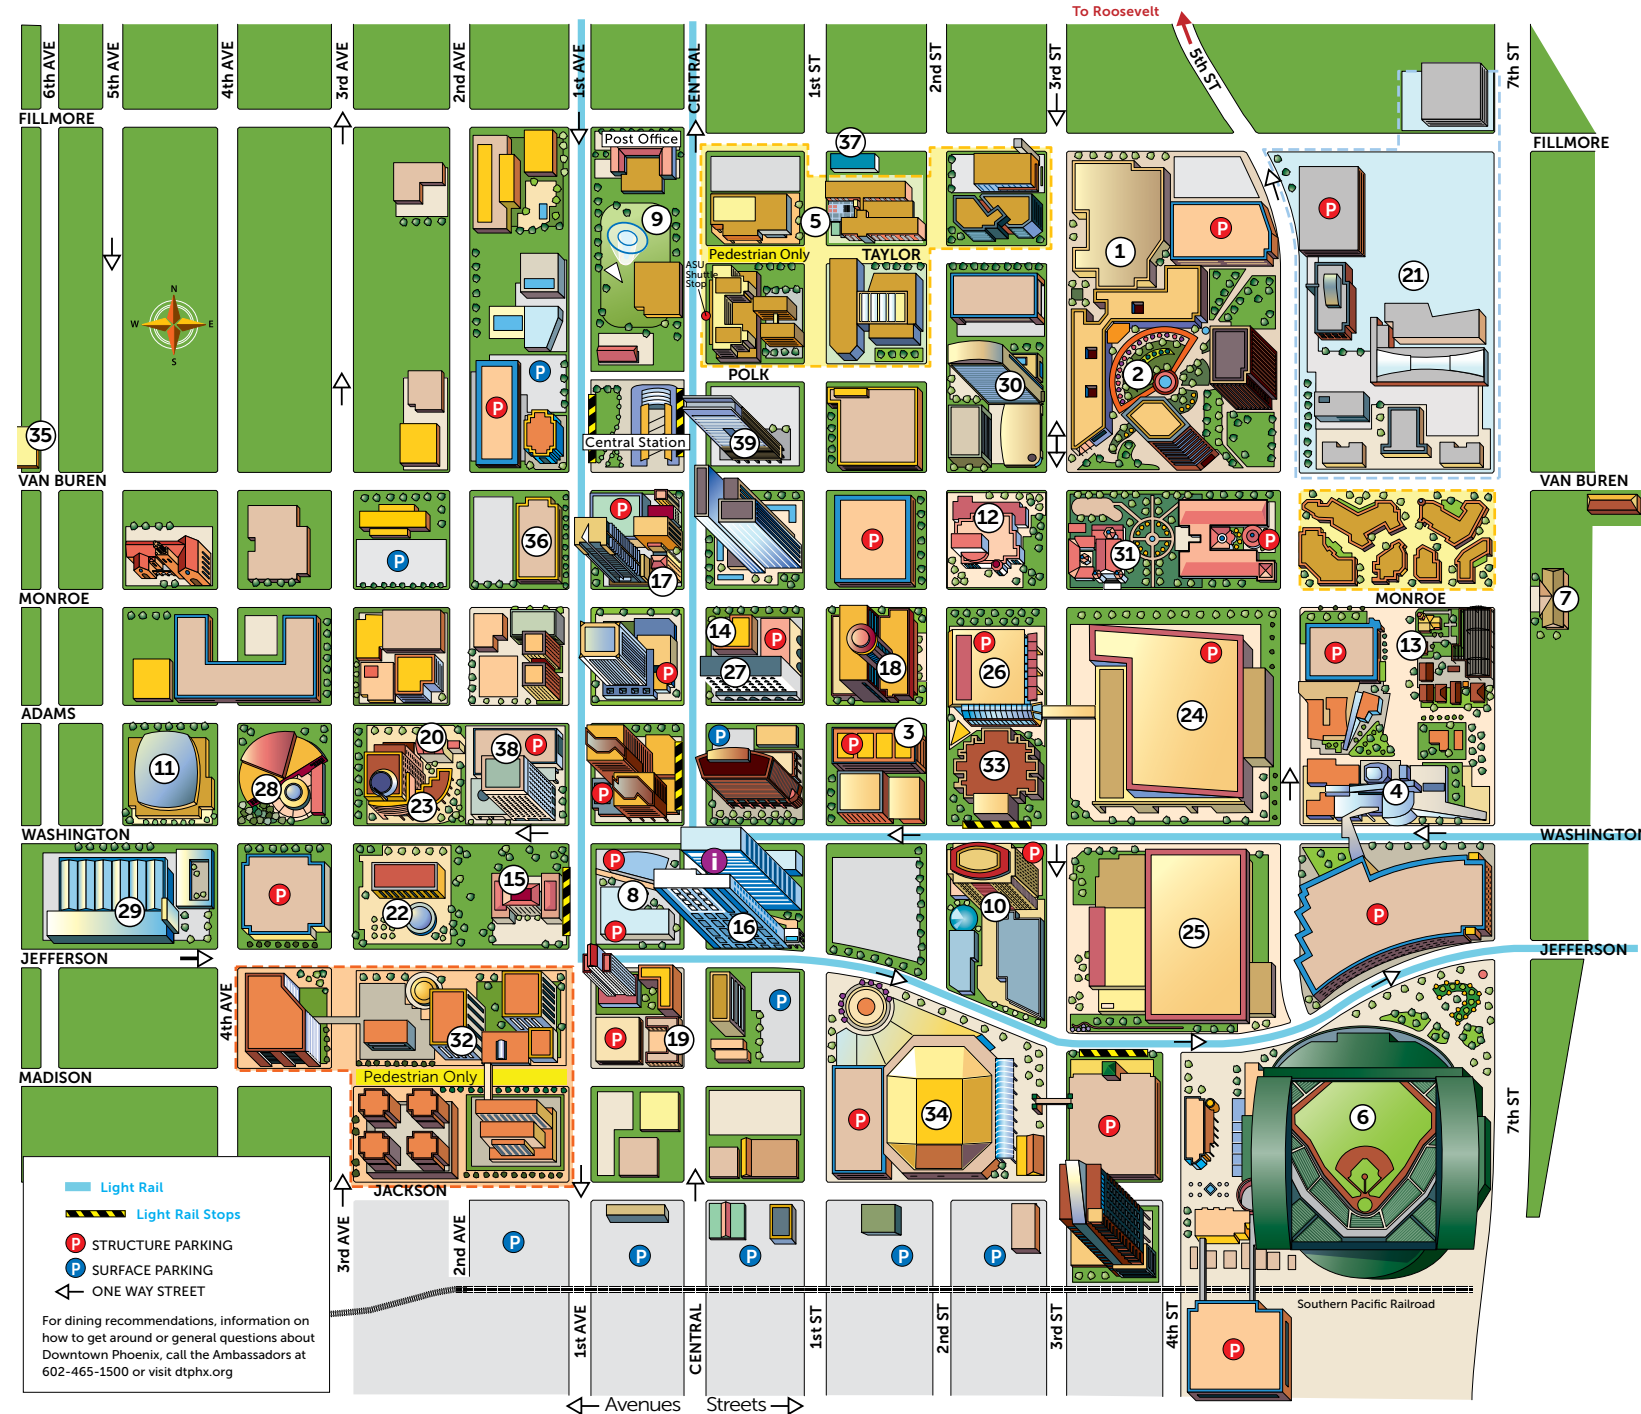 To Roosevelt
6th AVE
5th AVE
4th AVE
3rd AVE
2nd AVE
1st AVE
CENTRAL
1st ST
2nd ST
3rd ST
5th ST
7th ST
FILLMORE
FILLMORE
Post Office
37
9
5
1
P
P
21
Pedestrian Only
TAYLOR
ASU
Shuttle
Stop
N
W
E
S
POLK
P
P
30
2
35
Central Station
39
VAN BUREN
VAN BUREN
P
36
P
17
P
12
31
P
MONROE
MONROE
7
14
P
27
P
18
P
26
P
24
P
13
ADAMS
11
28
20
23
38
P
P
P
P
3
33
4
WASHINGTON
WASHINGTON
29
P
22
15
P
8
P
i
16
P
10
25
P
JEFFERSON
JEFFERSON
4th AVE
32
P
19
P
MADISON
Pedestrian Only
P
34
P
6
7th ST
JACKSON
Light Rail
Light Rail Stops
P STRUCTURE PARKING
P SURFACE PARKING
ONE WAY STREET
For dining recommendations, information on
how to get around or general questions about
Downtown Phoenix, call the Ambassadors at
602-465-1500 or visit dtphx.org
3rd AVE
2nd AVE
P
P
P
P
P
Southern Pacific Railroad
1st AVE
CENTRAL
1st ST
2nd ST
3rd ST
4th ST
P
Avenues
Streets